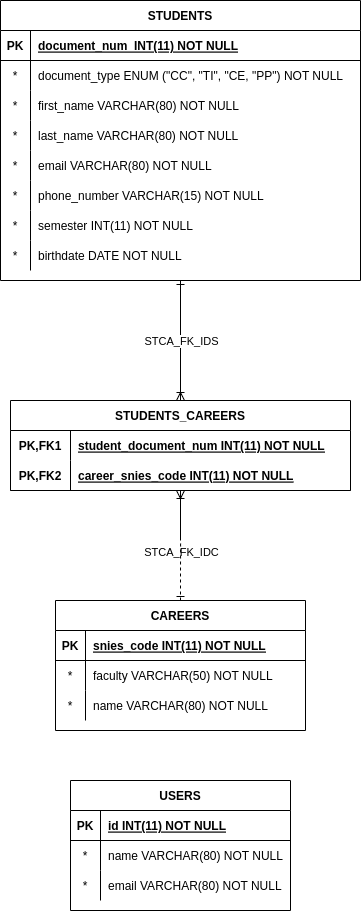 STUDENTS
PK document_num INT(11) NOT NULL
* document_type ENUM ("CC", "TI", "CE, "PP") NOT NULL
* first_name VARCHAR(80) NOT NULL
* last_name VARCHAR(80) NOT NULL
* email VARCHAR(80) NOT NULL
* phone_number VARCHAR(15) NOT NULL
* semester INT(11) NOT NULL
* birthdate DATE NOT NULL
STCA_FK_IDS
STUDENTS_CAREERS
PK,FK1 student_document_num INT(11) NOT NULL
PK,FK2 career_snies_code INT(11) NOT NULL
STCA_FK_IDC
CAREERS
PK snies_code INT(11) NOT NULL
* faculty VARCHAR(50) NOT NULL
* name VARCHAR(80) NOT NULL
USERS
PK id INT(11) NOT NULL
* name VARCHAR(80) NOT NULL
* email VARCHAR(80) NOT NULL